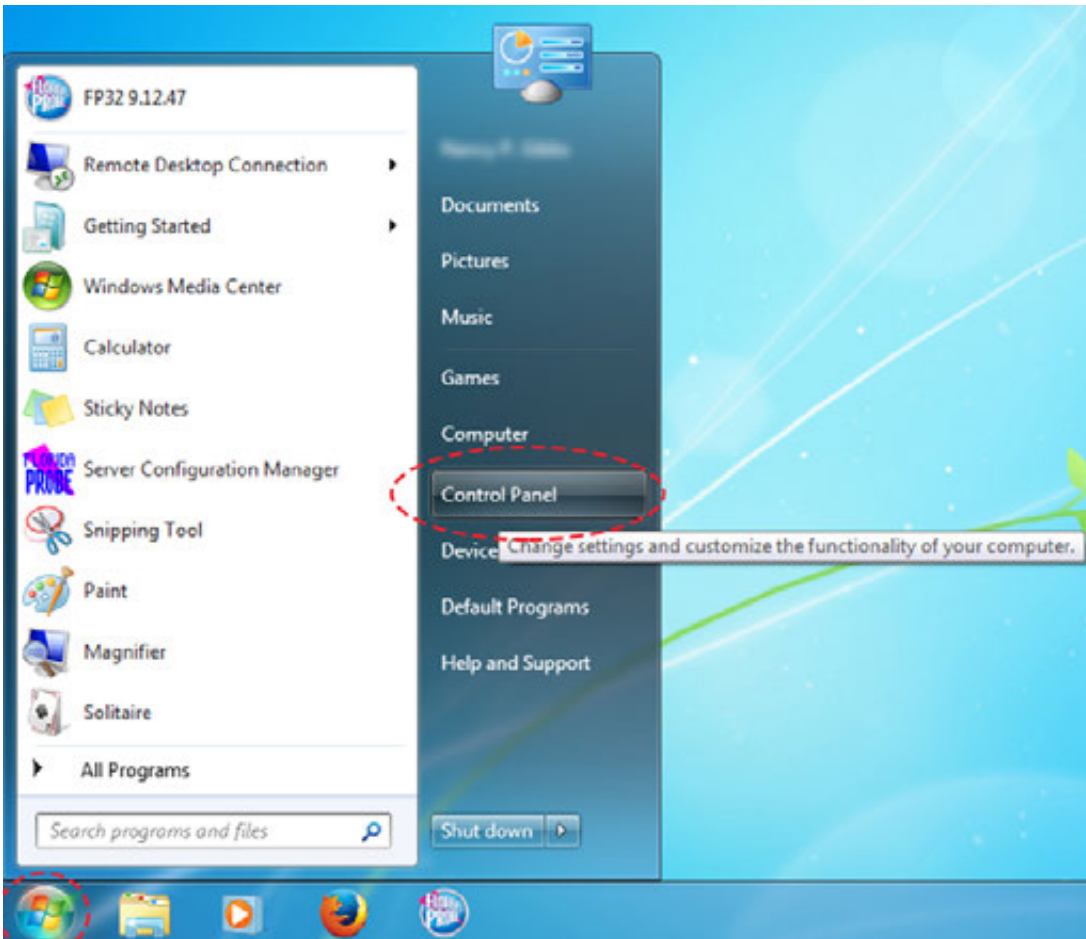 FP32 9.12.47
Remote Desktop Connection
Getting Started
Windows Media Center
Calculator
Sticky Notes
FLORIDA
PROBE
Server Configuration Manager
Snipping Tool
Paint
Magnifier
Solitaire
All Programs
Search programs and files
Documents
Pictures
Music
Games
Computer
Control Panel
Device
Change settings and customize the functionality of your computer.
Default Programs
Help and Support
Shut down